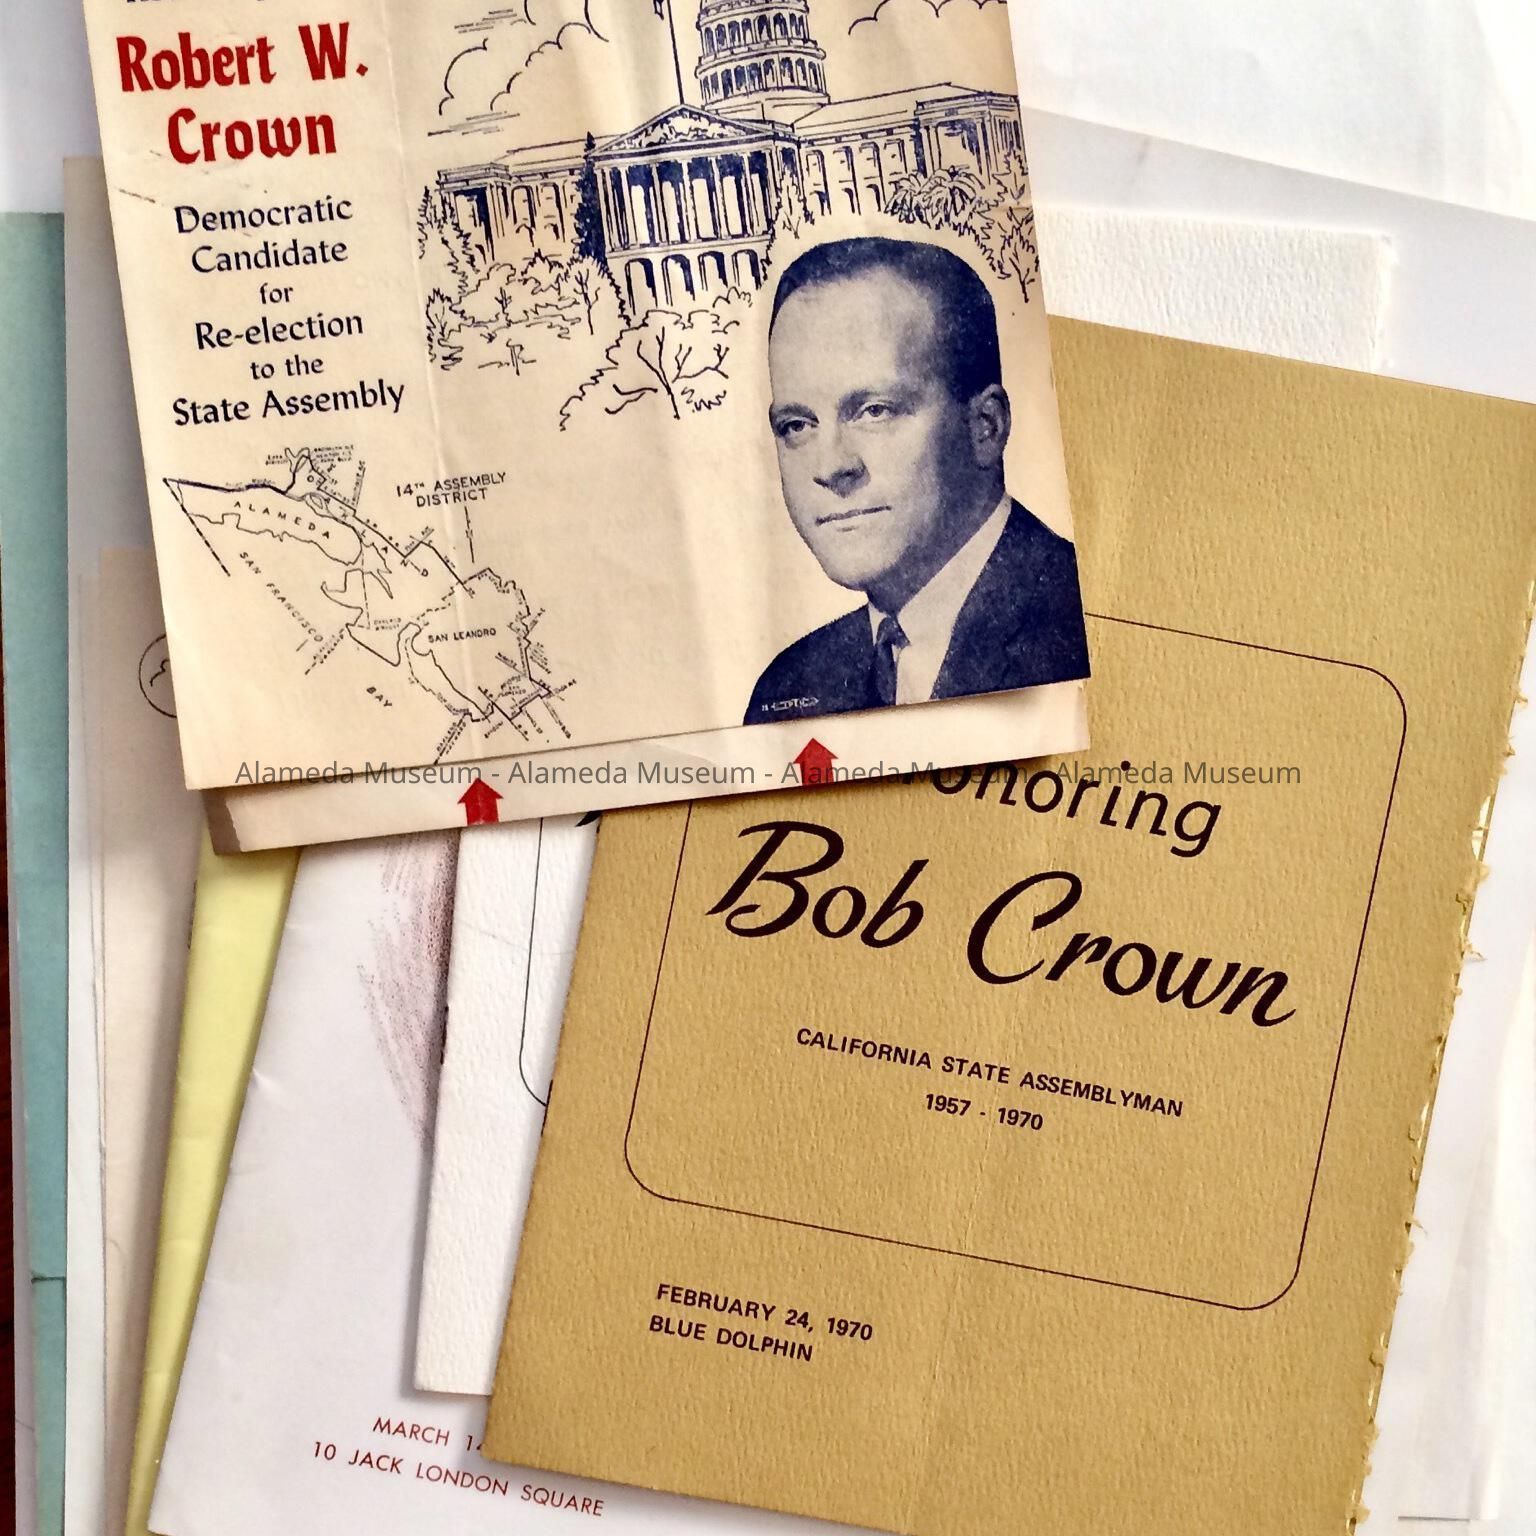 Robert W.
Crown
Democratic
Candidate
for
Re-election
to the
State Assembly
14TH ASSEMBLY
DISTRICT
ALAMEDA
SAN FRANCISCO
SAN LEANDRO
BAY
Alameda Museum - Alameda Museum - Alameda Museum - Alameda Museum
Honoring
Bob Crown
CALIFORNIA STATE ASSEMBLYMAN
1957 - 1970
FEBRUARY 24, 1970
BLUE DOLPHIN
MARCH
10 JACK LONDON SQUARE